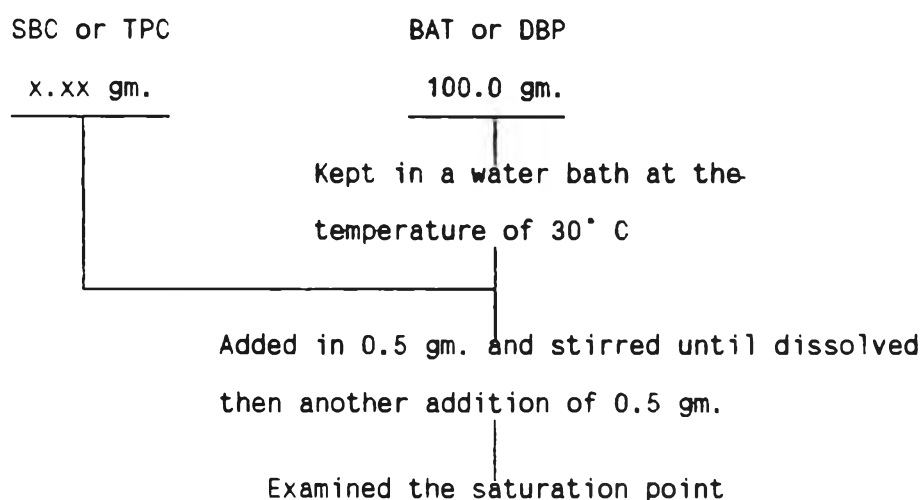 SBC or TPC BAT or DBP
x.xx gm. 100.0 gm.
Kept in a water bath at the
temperature of 30° C
Added in 0.5 gm. and stirred until dissolved
then another addition of 0.5 gm.
Examined the saturation point